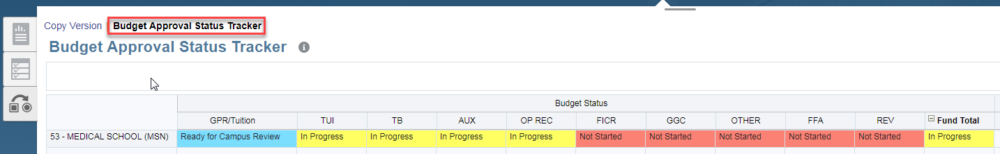 Copy Version Budget Approval Status Tracker
Budget Approval Status Tracker
Budget Status
GPR/Tuition TUI TB AUX OP REC FICR GGC OTHER FFA REV Fund Total
53 - MEDICAL SCHOOL (MSN) Ready for Campus Review In Progress In Progress In Progress In Progress Not Started Not Started Not Started Not Started Not Started In Progress